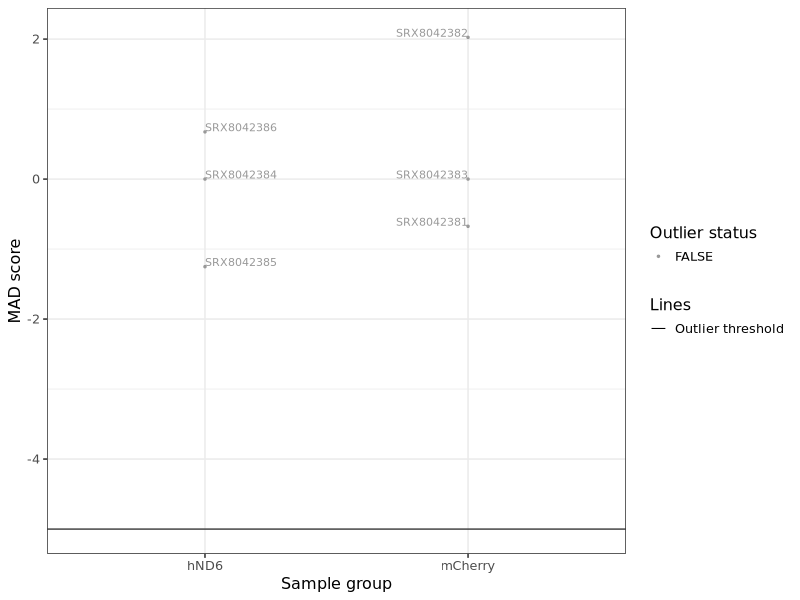 2
0
-2
-4
MAD score
SRX8042382
SRX8042386
SRX8042384
SRX8042383
SRX8042381
SRX8042385
hND6
mCherry
Sample group
Outlier status
FALSE
Lines
Outlier threshold